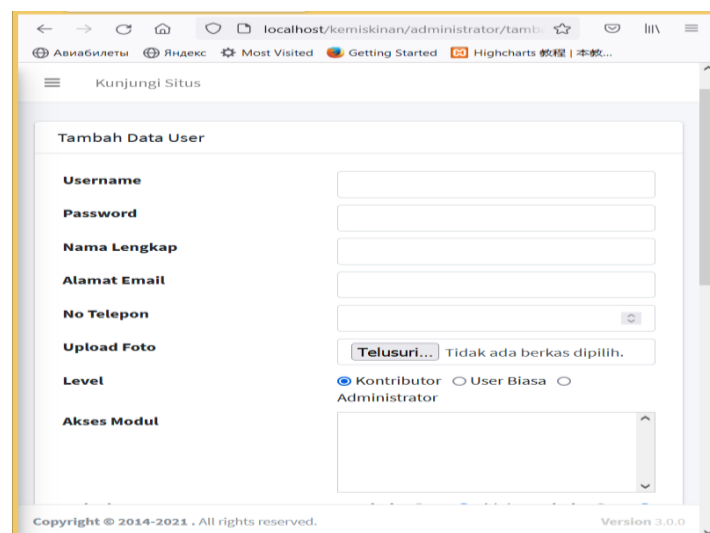 localhost/kemiskinan/administrator/tamb
Авиабилеты Яндекс Most Visited Getting Started Highcharts 教程 | 本教...
Kunjungi Situs
Tambah Data User
Username
Password
Nama Lengkap
Alamat Email
No Telepon
Upload Foto Telusuri... Tidak ada berkas dipilih.
Level Kontributor User Biasa
Administrator
Akses Modul
Copyright © 2014-2021 . All rights reserved. Version 3.0.0